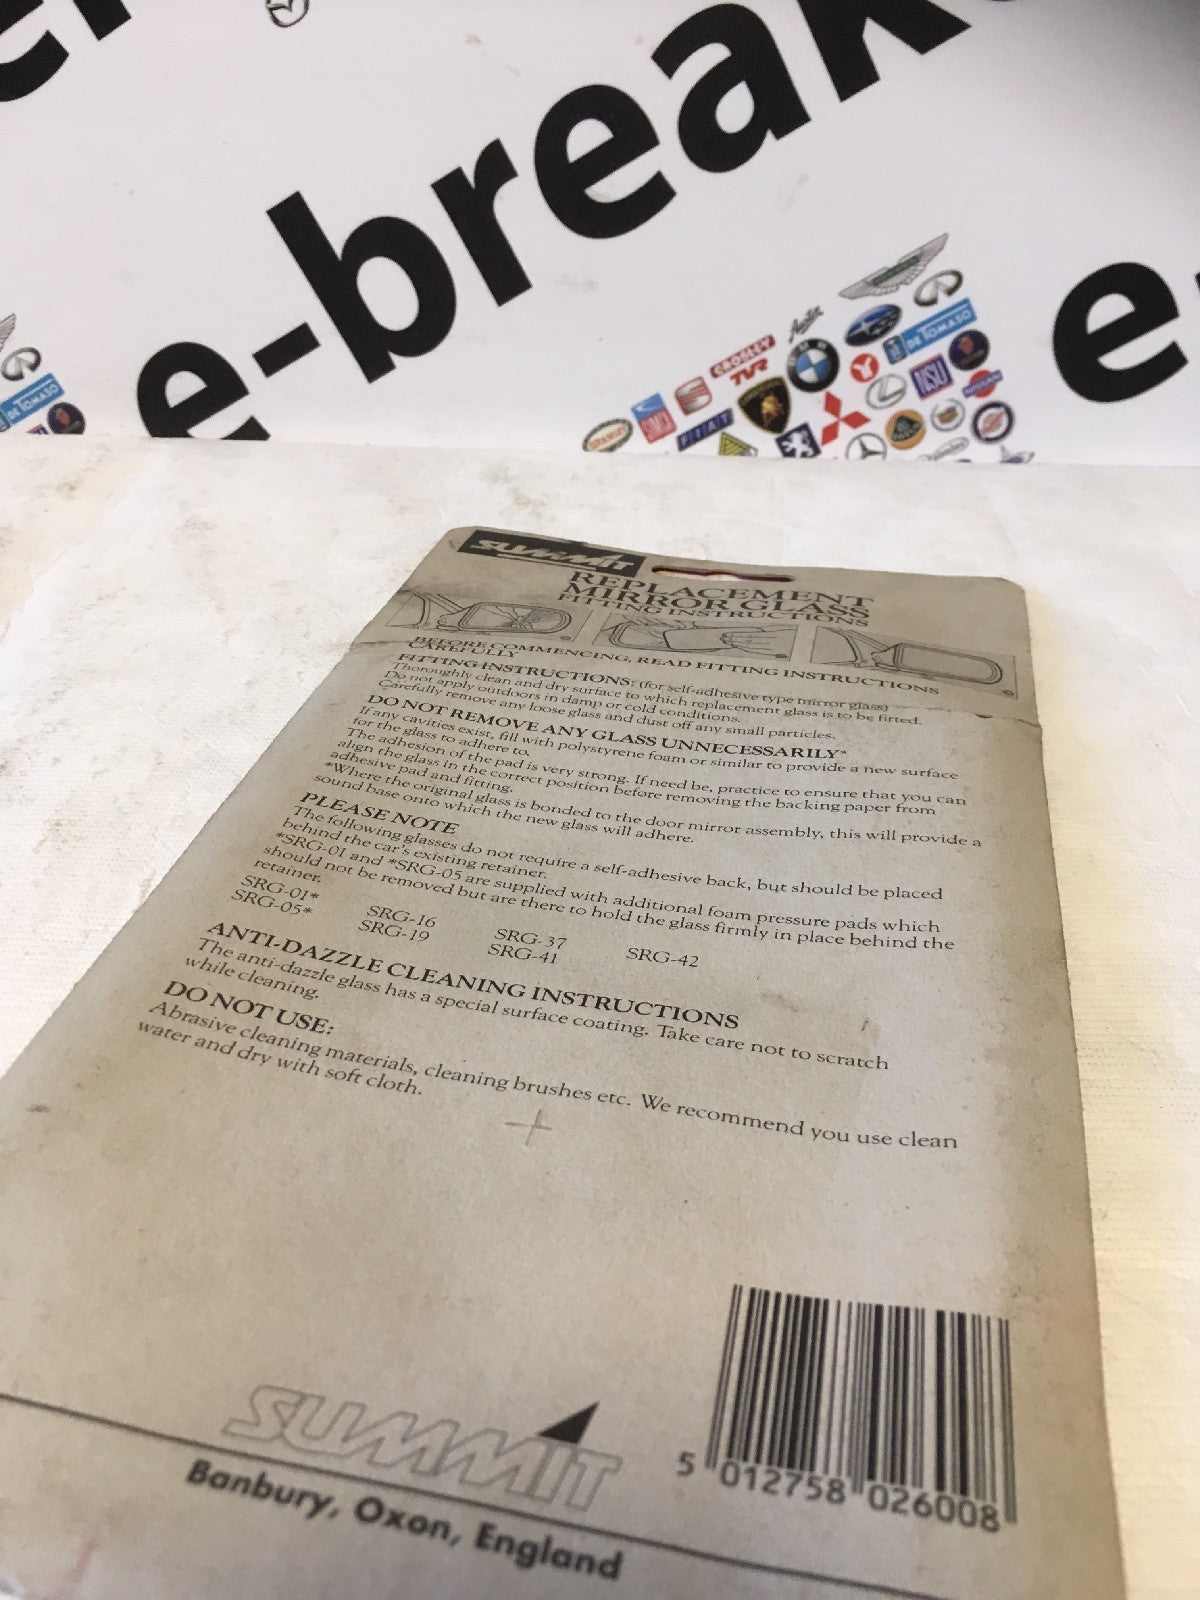 e-break
e-
SUMMIT
REPLACEMENT
MIRROR GLASS
FITTING INSTRUCTIONS
BEFORE COMMENCING, READ FITTING INSTRUCTIONS
CAREFULLY
FITTING INSTRUCTIONS: (for self-adhesive type mirror glass)
Thoroughly clean and dry surface to which replacement glass is to be fitted.
Do not apply outdoors in damp or cold conditions.
Carefully remove any loose glass and dust off any small particles.
DO NOT REMOVE ANY GLASS UNNECESSARILY*
If any cavities exist, fill with polystyrene foam or similar to provide a new surface
for the glass to adhere to.
The adhesion of the pad is very strong. If need be, practice to ensure that you can
align the glass in the correct position before removing the backing paper from
adhesive pad and fitting.
*Where the original glass is bonded to the door mirror assembly, this will provide a
sound base onto which the new glass will adhere.
PLEASE NOTE
The following glasses do not require a self-adhesive back, but should be placed
behind the car's existing retainer.
*SRG-01 and *SRG-05 are supplied with additional foam pressure pads which
should not be removed but are there to hold the glass firmly in place behind the
retainer.
SRG-01* SRG-16 SRG-37 SRG-42
SRG-05* SRG-19 SRG-41
ANTI-DAZZLE CLEANING INSTRUCTIONS
The anti-dazzle glass has a special surface coating. Take care not to scratch
while cleaning.
DO NOT USE:
Abrasive cleaning materials, cleaning brushes etc. We recommend you use clean
water and dry with soft cloth.
SUMMIT
Banbury, Oxon, England
5 012758 026008
CROSLEY
TVR
Austin
DE TOMASO
BMW
NSU
NISSAN
SIMCA
FIAT
DE TOMASO